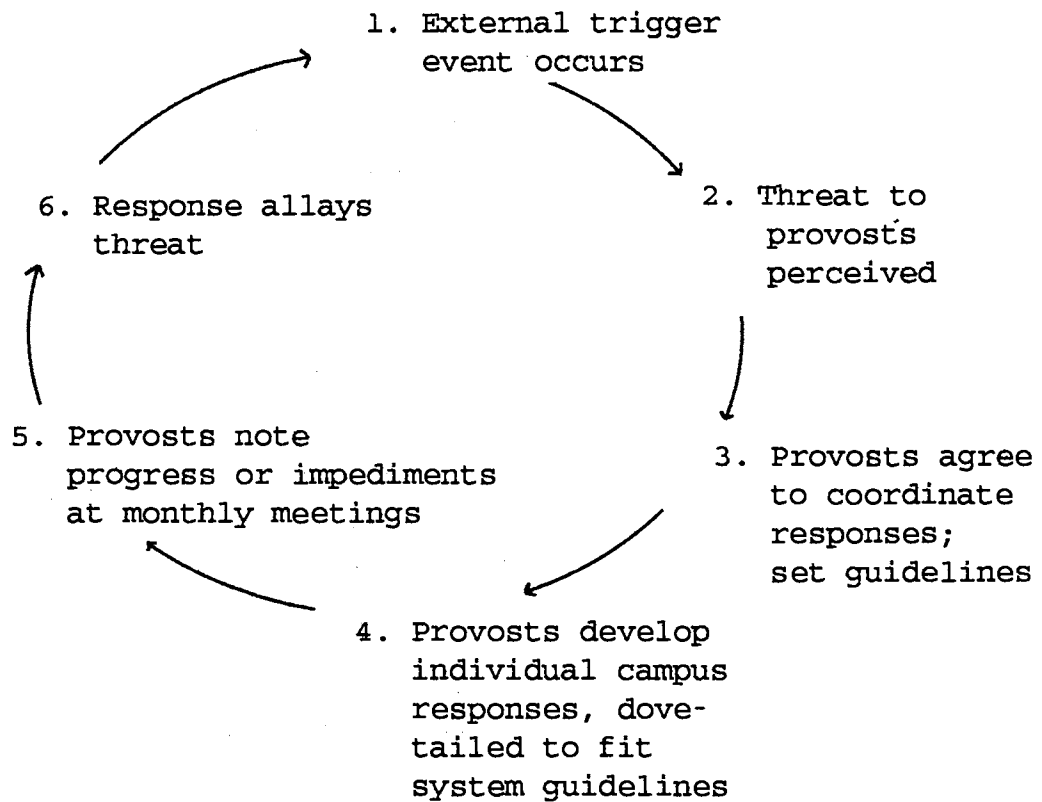 1. External trigger
event occurs
2. Threat to
provosts
perceived
3. Provosts agree
to coordinate
responses;
set guidelines
4. Provosts develop
individual campus
responses, dove-
tailed to fit
system guidelines
5. Provosts note
progress or impediments
at monthly meetings
6. Response allays
threat